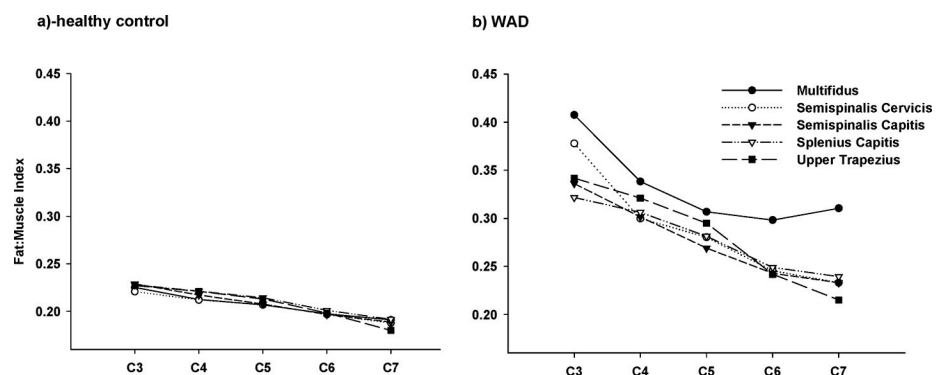 a)-healthy control
b) WAD
Fat:Muscle Index
0.45
0.40
0.35
0.30
0.25
0.20
C3 C4 C5 C6 C7
0.45
0.40
0.35
0.30
0.25
0.20
C3 C4 C5 C6 C7
Multifidus
Semispinalis Cervicis
Semispinalis Capitis
Splenius Capitis
Upper Trapezius